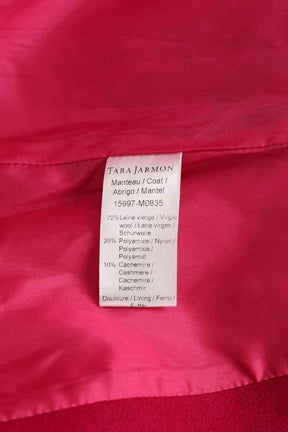 TARA JARMON
Manteau / Coat /
Abrigo / Mantel
15997-M0835
70% Laine vierge / Virgin
wool / Lana virgen /
Schurwolle
20% Polyamide / Nylon /
Polyamida /
Polyamid
10% Cachemire /
Cashmere /
Cachemira /
Kaschmir
Doublure / Lining / Forro /